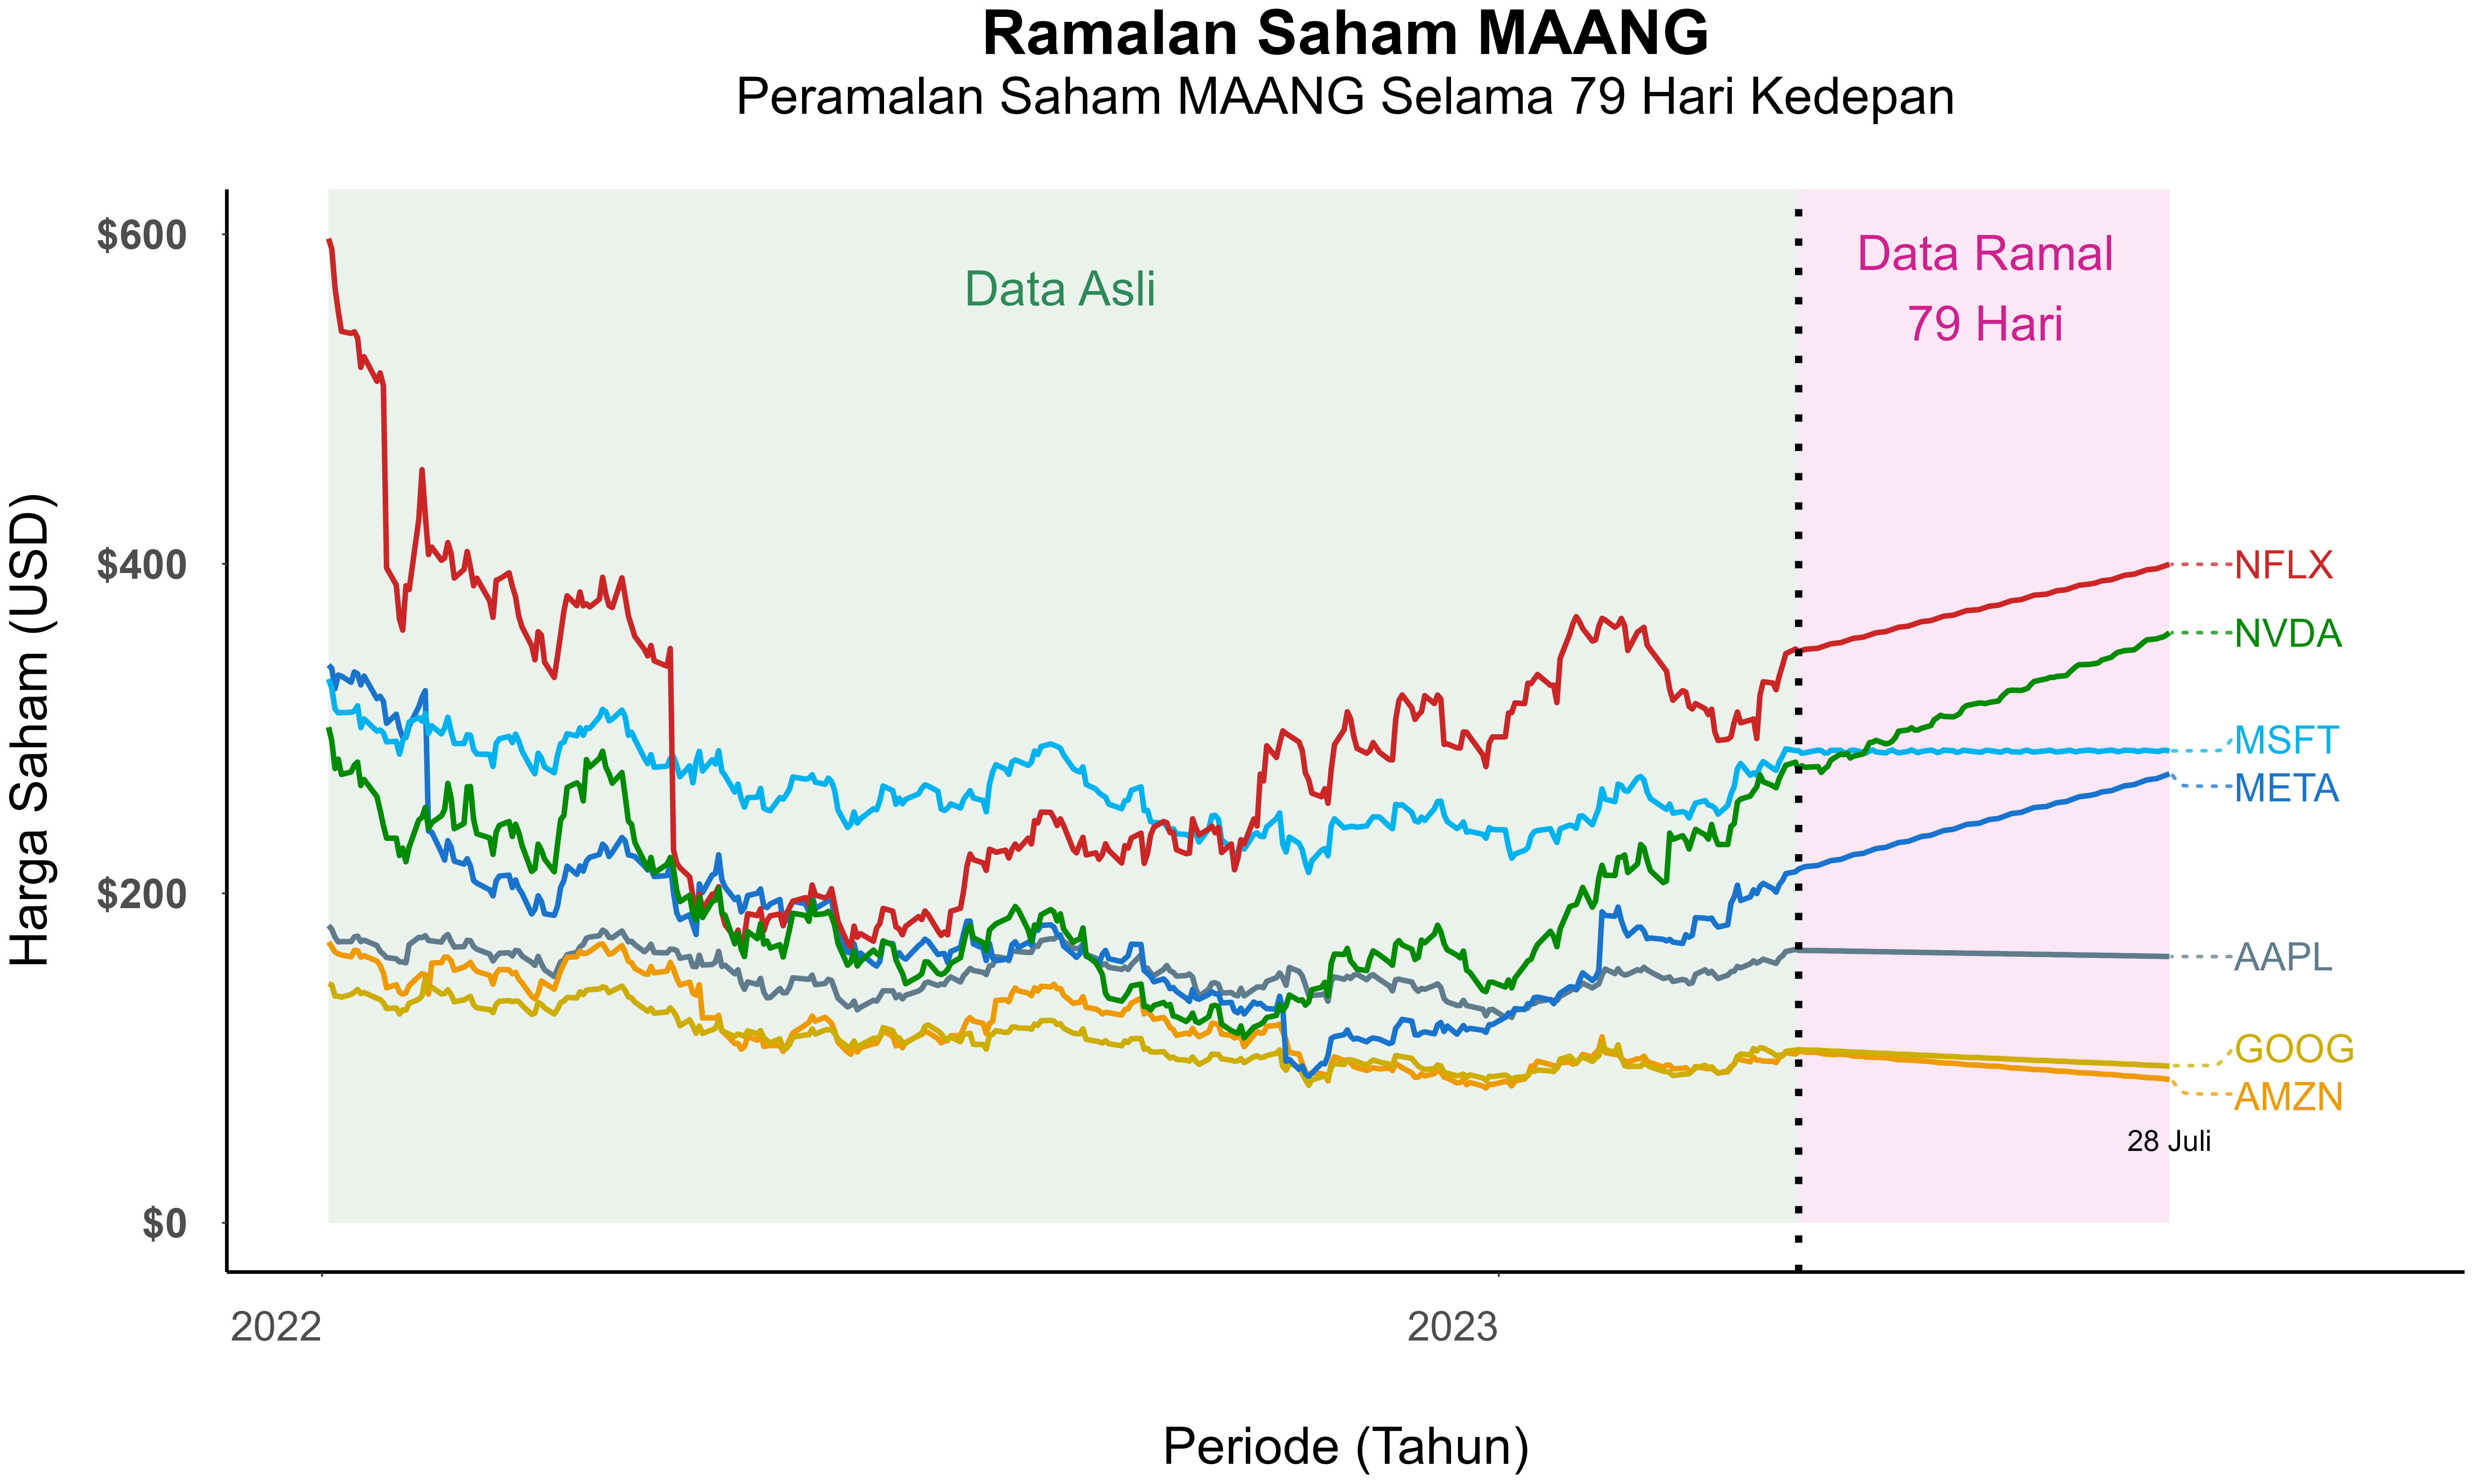 Ramalan Saham MAANG
Peramalan Saham MAANG Selama 79 Hari Kedepan
Harga Saham (USD)
$600
$400
$200
$0
Data Asli
Data Ramal
79 Hari
NFLX
NVDA
MSFT
META
AAPL
GOOG
AMZN
28 Juli
2022
2023
Periode (Tahun)